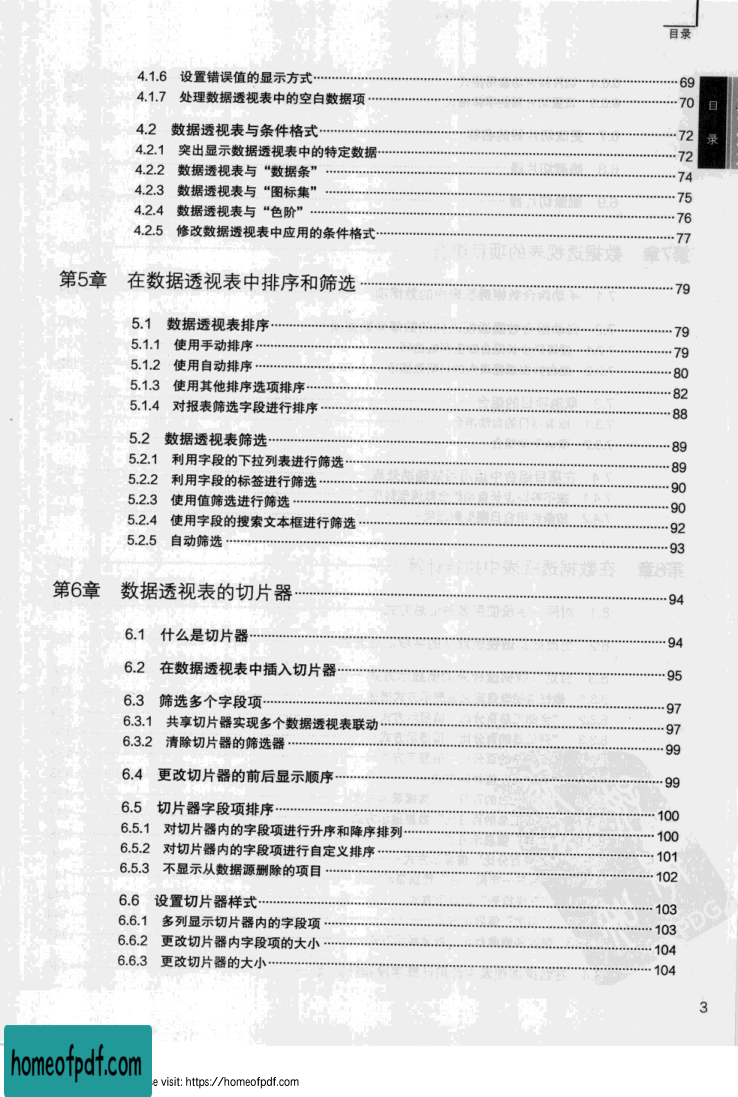 目录
4.1.6 设置错误值的显示方式……69
4.1.7 处理数据透视表中的空白数据项……70
目
录
4.2 数据透视表与条件格式……72
4.2.1 突出显示数据透视表中的特定数据……72
4.2.2 数据透视表与“数据条”……74
4.2.3 数据透视表与“图标集”……75
4.2.4 数据透视表与“色阶”……76
4.2.5 修改数据透视表中应用的条件格式……77
第5章 在数据透视表中排序和筛选……79
5.1 数据透视表排序……79
5.1.1 使用手动排序……79
5.1.2 使用自动排序……80
5.1.3 使用其他排序选项排序……82
5.1.4 对报表筛选字段进行排序……88
5.2 数据透视表筛选……89
5.2.1 利用字段的下拉列表进行筛选……89
5.2.2 利用字段的标签进行筛选……90
5.2.3 使用值筛选进行筛选……90
5.2.4 使用字段的搜索文本框进行筛选……92
5.2.5 自动筛选……93
第6章 数据透视表的切片器……94
6.1 什么是切片器……94
6.2 在数据透视表中插入切片器……95
6.3 筛选多个字段项……97
6.3.1 共享切片器实现多个数据透视表联动……97
6.3.2 清除切片器的筛选器……99
6.4 更改切片器的前后显示顺序……99
6.5 切片器字段项排序……100
6.5.1 对切片器内的字段项进行升序和降序排列……100
6.5.2 对切片器内的字段项进行自定义排序……101
6.5.3 不显示从数据源删除的项目……102
6.6 设置切片器样式……103
6.6.1 多列显示切片器内的字段项……103
6.6.2 更改切片器内字段项的大小……104
6.6.3 更改切片器的大小……104
3
homeofpdf.com
e visit: https://homeofpdf.com